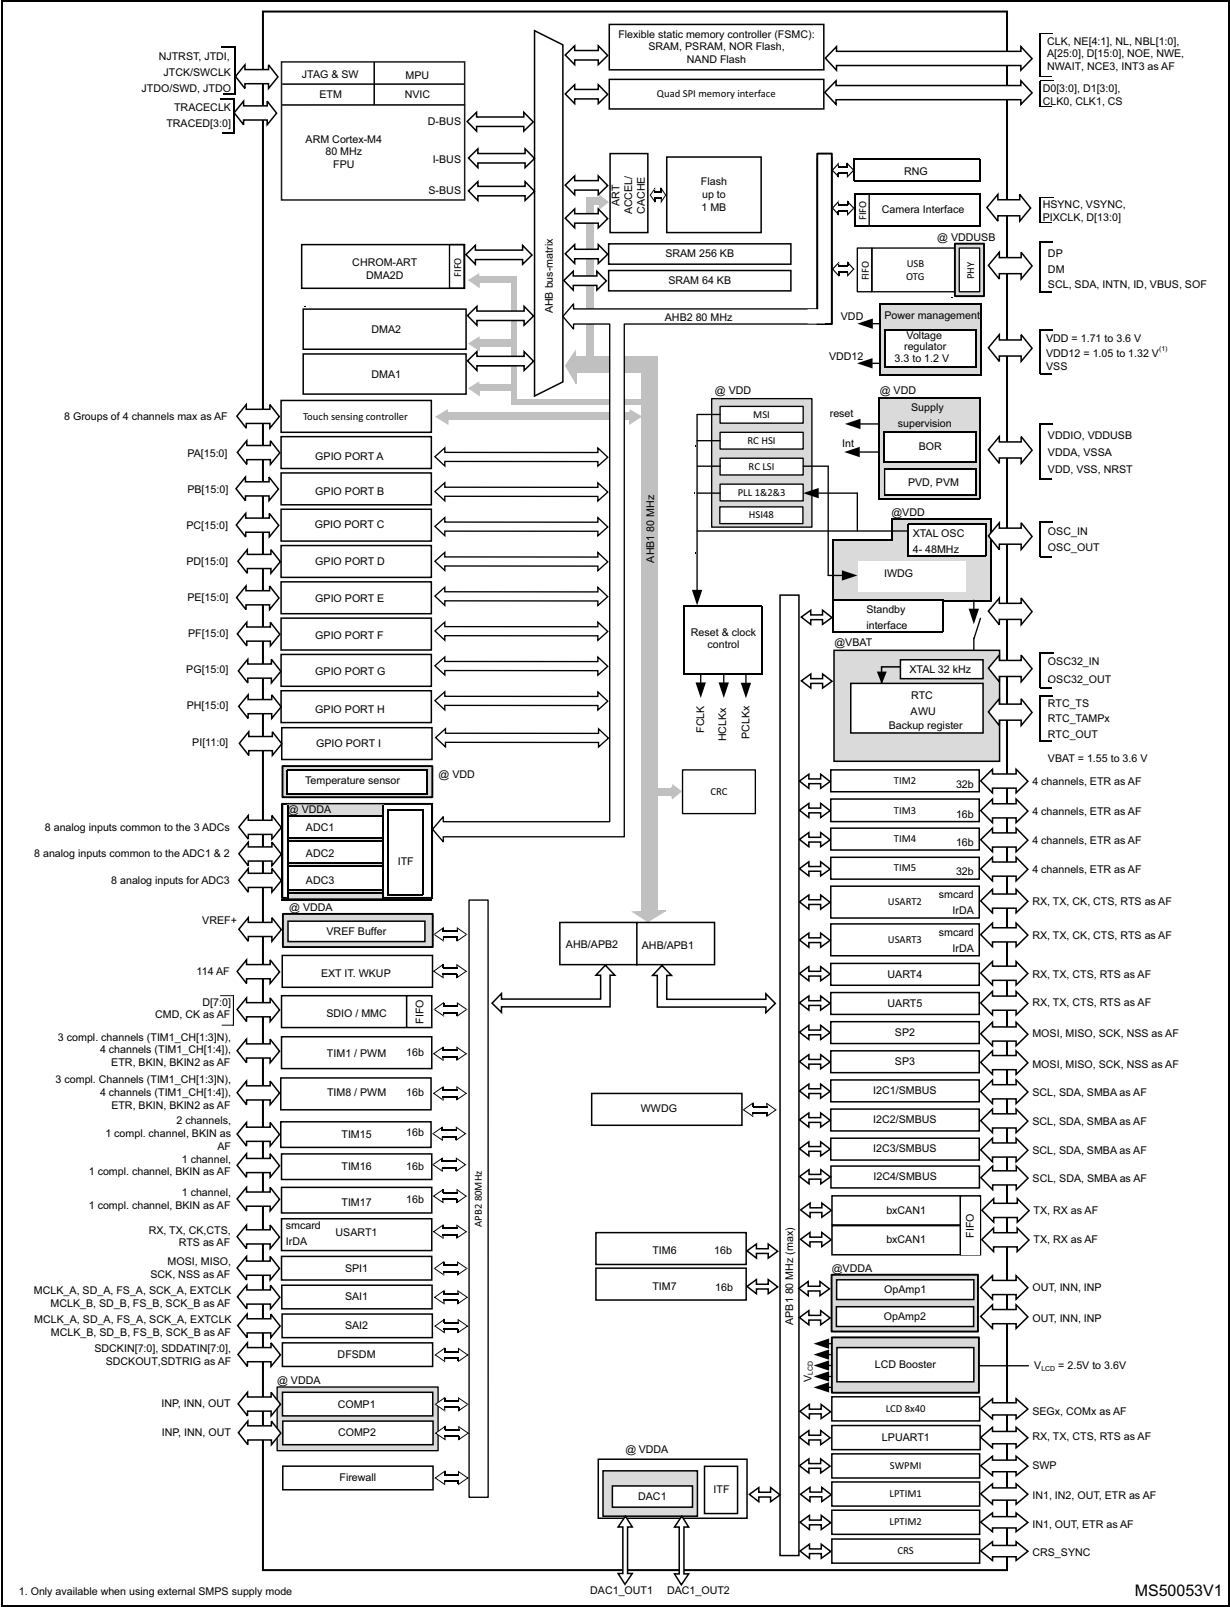 Flexible static memory controller (FSMC):
SRAM, PSRAM, NOR Flash,
NAND Flash
CLK, NE[4:1], NL, NBL[1:0],
A[25:0], D[15:0], NOE, NWE,
NWAIT, NCE3, INT3 as AF
Quad SPI memory interface
D0[3:0], D1[3:0],
CLK0, CLK1, CS
NJTRST, JTDI,
JTCK/SWCLK
JTDO/SWD, JTDO
TRACECLK
TRACED[3:0]
JTAG & SW
MPU
ETM
NVIC
ARM Cortex-M4
80 MHz
FPU
D-BUS
I-BUS
S-BUS
AHB bus-matrix
ART
ACCEL/
CACHE
Flash
up to
1 MB
SRAM 256 KB
SRAM 64 KB
AHB2 80 MHz
CHROM-ART
DMA2D
FIFO
DMA2
DMA1
RNG
FIFO
Camera Interface
HSYNC, VSYNC,
PIXCLK, D[13:0]
@ VDDUSB
FIFO
USB
OTG
PHY
DP
DM
SCL, SDA, INTN, ID, VBUS, SOF
Power management
VDD
VDD12
Voltage
regulator
3.3 to 1.2 V
VDD = 1.71 to 3.6 V
VDD12 = 1.05 to 1.32 V(1)
VSS
@ VDD
Supply
supervision
reset
Int
BOR
PVD, PVM
VDDIO, VDDUSB
VDDA, VSSA
VDD, VSS, NRST
@ VDD
MSI
RC HSI
RC LSI
PLL 1&2&3
HSI48
@VDD
XTAL OSC
4- 48MHz
IWDG
OSC_IN
OSC_OUT
Standby
interface
@VBAT
XTAL 32 kHz
RTC
AWU
Backup register
OSC32_IN
OSC32_OUT
RTC_TS
RTC_TAMPx
RTC_OUT
VBAT = 1.55 to 3.6 V
Reset & clock
control
FCLK
HCLKx
PCLKx
AHB1 80 MHz
CRC
8 Groups of 4 channels max as AF
Touch sensing controller
PA[15:0]
GPIO PORT A
PB[15:0]
GPIO PORT B
PC[15:0]
GPIO PORT C
PD[15:0]
GPIO PORT D
PE[15:0]
GPIO PORT E
PF[15:0]
GPIO PORT F
PG[15:0]
GPIO PORT G
PH[15:0]
GPIO PORT H
PI[11:0]
GPIO PORT I
Temperature sensor
@ VDD
@ VDDA
8 analog inputs common to the 3 ADCs
ADC1
8 analog inputs common to the ADC1 & 2
ADC2
8 analog inputs for ADC3
ADC3
ITF
@ VDDA
VREF+
VREF Buffer
114 AF
EXT IT. WKUP
D[7:0]
CMD, CK as AF
SDIO / MMC
FIFO
3 compl. channels (TIM1_CH[1:3]N),
4 channels (TIM1_CH[1:4]),
ETR, BKIN, BKIN2 as AF
TIM1 / PWM
16b
3 compl. Channels (TIM1_CH[1:3]N),
4 channels (TIM1_CH[1:4]),
ETR, BKIN, BKIN2 as AF
TIM8 / PWM
16b
2 channels,
1 compl. channel, BKIN as
AF
TIM15
16b
1 channel,
1 compl. channel, BKIN as AF
TIM16
16b
1 channel,
1 compl. channel, BKIN as AF
TIM17
16b
RX, TX, CK,CTS,
RTS as AF
smcard
IrDA
USART1
MOSI, MISO,
SCK, NSS as AF
SPI1
MCLK_A, SD_A, FS_A, SCK_A, EXTCLK
MCLK_B, SD_B, FS_B, SCK_B as AF
SAI1
MCLK_A, SD_A, FS_A, SCK_A, EXTCLK
MCLK_B, SD_B, FS_B, SCK_B as AF
SAI2
SDCKIN[7:0], SDDATIN[7:0],
SDCKOUT,SDTRIG as AF
DFSDM
@ VDDA
INP, INN, OUT
COMP1
INP, INN, OUT
COMP2
Firewall
APB2 80MHz
AHB/APB2
AHB/APB1
WWDG
TIM6
16b
TIM7
16b
@ VDDA
DAC1
ITF
DAC1_OUT1
DAC1_OUT2
APB1 80 MHz (max)
TIM2
32b
4 channels, ETR as AF
TIM3
16b
4 channels, ETR as AF
TIM4
16b
4 channels, ETR as AF
TIM5
32b
4 channels, ETR as AF
USART2
smcard
IrDA
RX, TX, CK, CTS, RTS as AF
USART3
smcard
IrDA
RX, TX, CK, CTS, RTS as AF
UART4
RX, TX, CTS, RTS as AF
UART5
RX, TX, CTS, RTS as AF
SP2
MOSI, MISO, SCK, NSS as AF
SP3
MOSI, MISO, SCK, NSS as AF
I2C1/SMBUS
SCL, SDA, SMBA as AF
I2C2/SMBUS
SCL, SDA, SMBA as AF
I2C3/SMBUS
SCL, SDA, SMBA as AF
I2C4/SMBUS
SCL, SDA, SMBA as AF
bxCAN1
TX, RX as AF
bxCAN1
FIFO
TX, RX as AF
@VDDA
OpAmp1
OUT, INN, INP
OpAmp2
OUT, INN, INP
VLCD
LCD Booster
VLCD = 2.5V to 3.6V
LCD 8x40
SEGx, COMx as AF
LPUART1
RX, TX, CTS, RTS as AF
SWPMI
SWP
LPTIM1
IN1, IN2, OUT, ETR as AF
LPTIM2
IN1, OUT, ETR as AF
CRS
CRS_SYNC
1. Only available when using external SMPS supply mode
MS50053V1